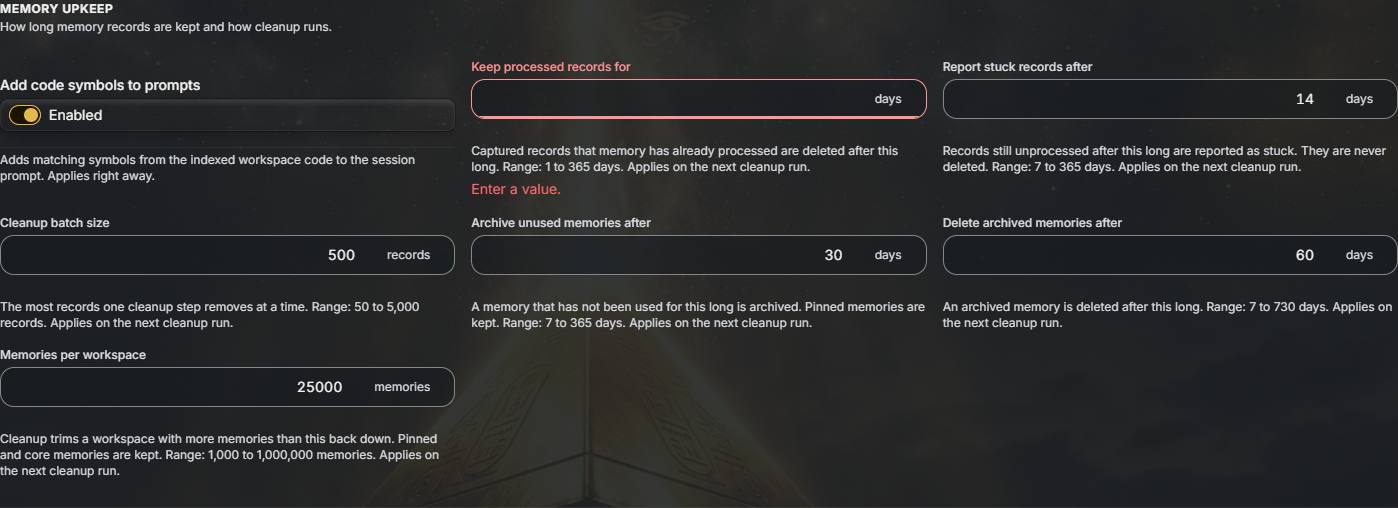 MEMORY UPKEEP
How long memory records are kept and how cleanup runs.
Add code symbols to prompts
Enabled
Adds matching symbols from the indexed workspace code to the session
prompt. Applies right away.
Keep processed records for
days
Captured records that memory has already processed are deleted after this
long. Range: 1 to 365 days. Applies on the next cleanup run.
Enter a value.
Report stuck records after
14 days
Records still unprocessed after this long are reported as stuck. They are never
deleted. Range: 7 to 365 days. Applies on the next cleanup run.
Cleanup batch size
500 records
The most records one cleanup step removes at a time. Range: 50 to 5,000
records. Applies on the next cleanup run.
Archive unused memories after
30 days
A memory that has not been used for this long is archived. Pinned memories are
kept. Range: 7 to 365 days. Applies on the next cleanup run.
Delete archived memories after
60 days
An archived memory is deleted after this long. Range: 7 to 730 days. Applies on
the next cleanup run.
Memories per workspace
25000 memories
Cleanup trims a workspace with more memories than this back down. Pinned
and core memories are kept. Range: 1,000 to 1,000,000 memories. Applies on
the next cleanup run.